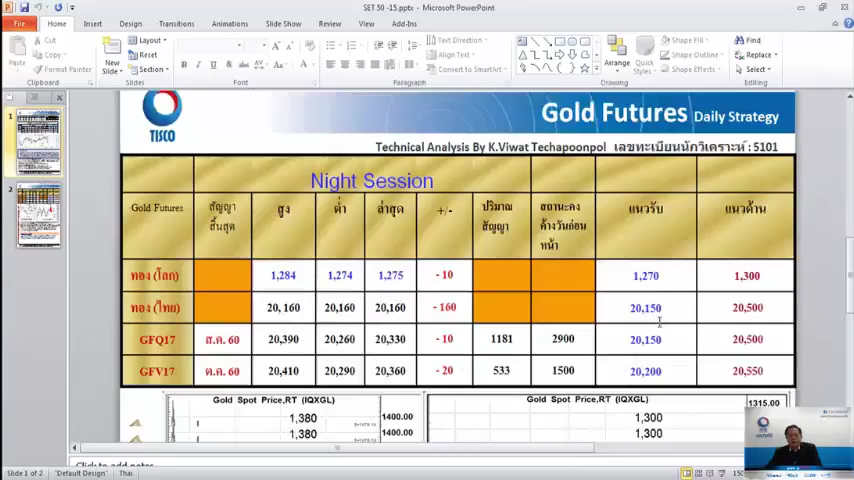 SET 50 -15.pptx - Microsoft PowerPoint
File Home Insert Design Transitions Animations Slide Show Review View Add-Ins
Cut
Copy
Format Painter
Paste
Clipboard
New Slide
Layout
Reset
Section
Slides
Font
Text Direction
Align Text
Convert to SmartArt
Paragraph
Arrange
Quick Styles
Shape Fill
Shape Outline
Shape Effects
Drawing
Find
Replace
Select
Editing
1
2
TISCO
Gold Futures Daily Strategy
Technical Analysis By K.Viwat Techapoonpol เลขทะเบียนนักวิเคราะห์ : 5101
Night Session
Gold Futures สัญญาสิ้นสุด สูง ต่ำ ล่าสุด +/- ปริมาณสัญญา สถานะคงค้างวันก่อนหน้า แนวรับ แนวต้าน
ทอง (โลก) 1,284 1,274 1,275 - 10 1,270 1,300
ทอง (ไทย) 20,160 20,160 20,160 - 160 20,150 20,500
GFQ17 ส.ค. 60 20,390 20,260 20,330 - 10 1181 2900 20,150 20,500
GFV17 ต.ค. 60 20,410 20,290 20,360 - 20 533 1500 20,200 20,550
Gold Spot Price,RT (IQXGL)
1,380 1400.00
1,380 1400.00
Gold Spot Price,RT (IQXGL)
1315.00
1,300
1,300
Click to add notes
Slide 1 of 2 "Default Design" Thai